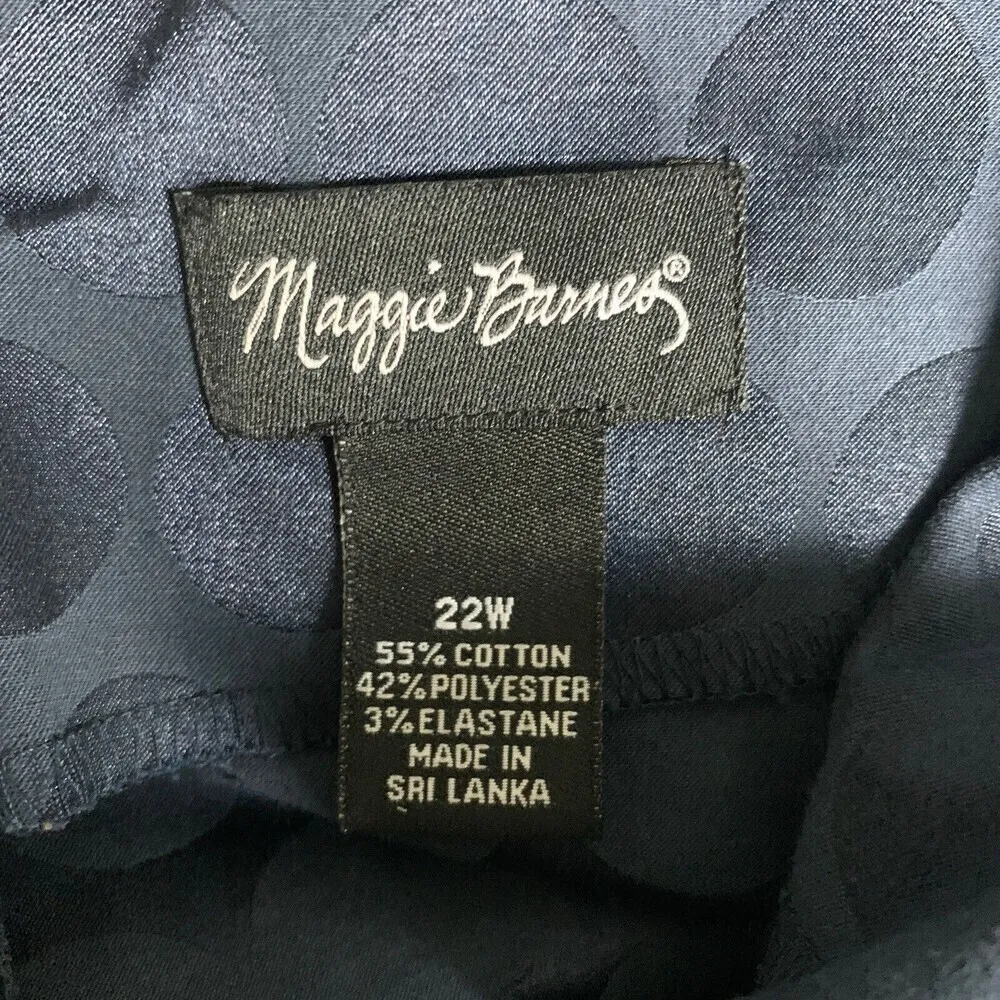 Maggie Barnes®
22W
55% COTTON
42% POLYESTER
3% ELASTANE
MADE IN
SRI LANKA